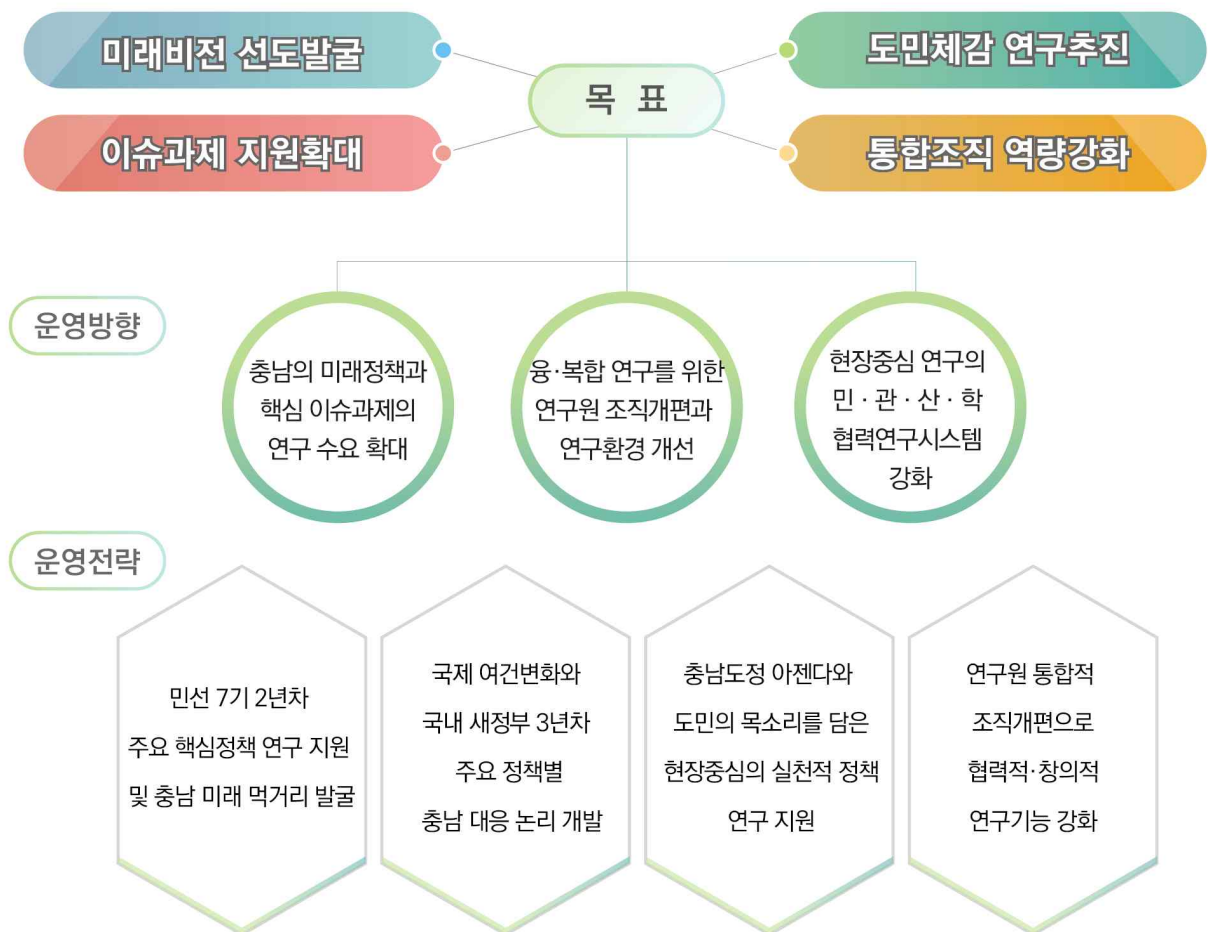 미래비전 선도발굴
도민체감 연구추진
목 표
이슈과제 지원확대
통합조직 역량강화
운영방향
충남의 미래정책과
핵심 이슈과제의
연구 수요 확대
융·복합 연구를 위한
연구원 조직개편과
연구환경 개선
현장중심 연구의
민 · 관 · 산 · 학
협력연구시스템
강화
운영전략
민선 7기 2년차
주요 핵심정책 연구 지원
및 충남 미래 먹거리 발굴
국제 여건변화와
국내 새정부 3년차
주요 정책별
충남 대응 논리 개발
충남도정 아젠다와
도민의 목소리를 담은
현장중심의 실천적 정책
연구 지원
연구원 통합적
조직개편으로
협력적·창의적
연구기능 강화